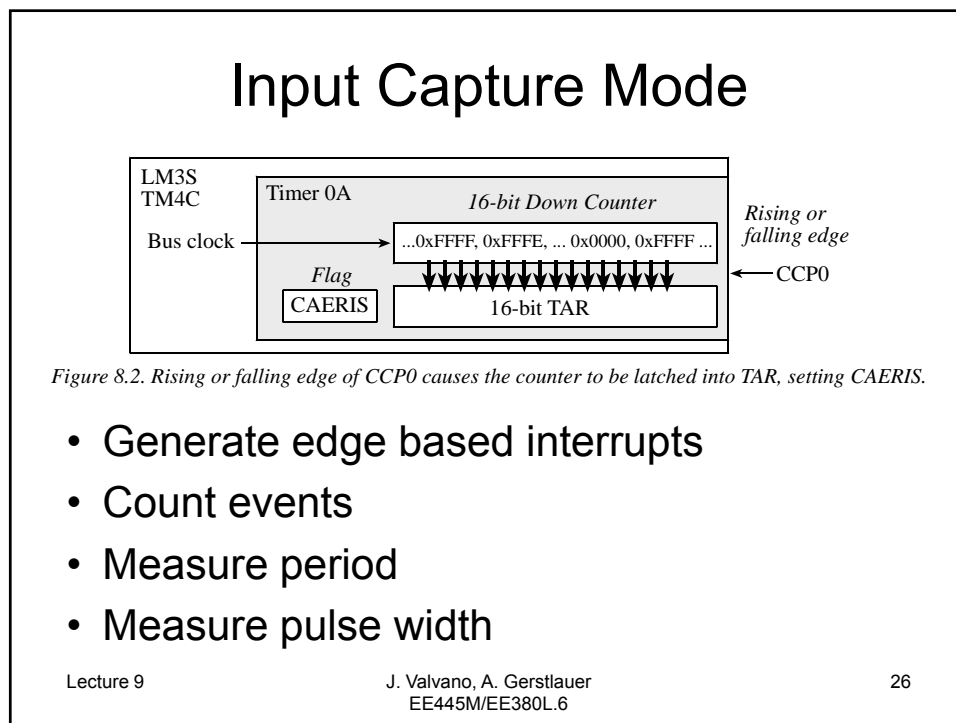 Input Capture Mode
LM3S
TM4C
Timer 0A
16-bit Down Counter
Rising or
falling edge
Bus clock
...0xFFFF, 0xFFFE, ... 0x0000, 0xFFFF ...
CCP0
Flag
CAERIS
16-bit TAR
Figure 8.2. Rising or falling edge of CCP0 causes the counter to be latched into TAR, setting CAERIS.
• Generate edge based interrupts
• Count events
• Measure period
• Measure pulse width
Lecture 9
J. Valvano, A. Gerstlauer
EE445M/EE380L.6
26